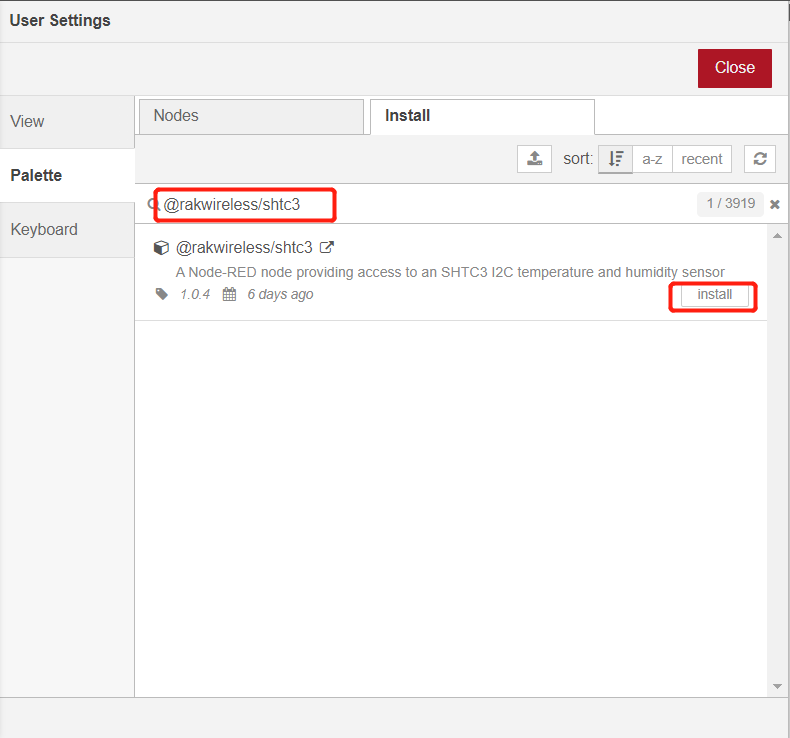 User Settings
Close
View
Palette
Keyboard
Nodes
Install
sort:
a-z
recent
@rakwireless/shtc3
1 / 3919
@rakwireless/shtc3
A Node-RED node providing access to an SHTC3 I2C temperature and humidity sensor
1.0.4
6 days ago
install